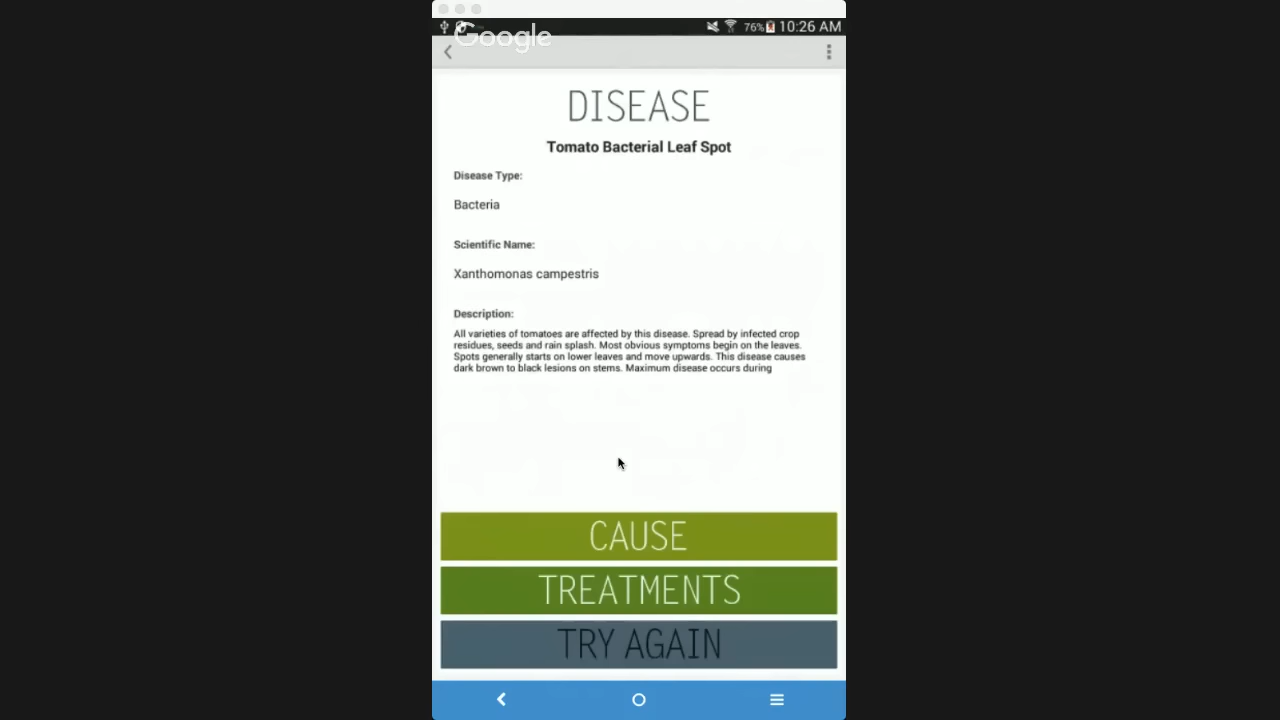 76% 10:26 AM
Google
DISEASE
Tomato Bacterial Leaf Spot
Disease Type:
Bacteria
Scientific Name:
Xanthomonas campestris
Description:
All varieties of tomatoes are affected by this disease. Spread by infected crop
residues, seeds and rain splash. Most obvious symptoms begin on the leaves.
Spots generally starts on lower leaves and move upwards. This disease causes
dark brown to black lesions on stems. Maximum disease occurs during
CAUSE
TREATMENTS
TRY AGAIN